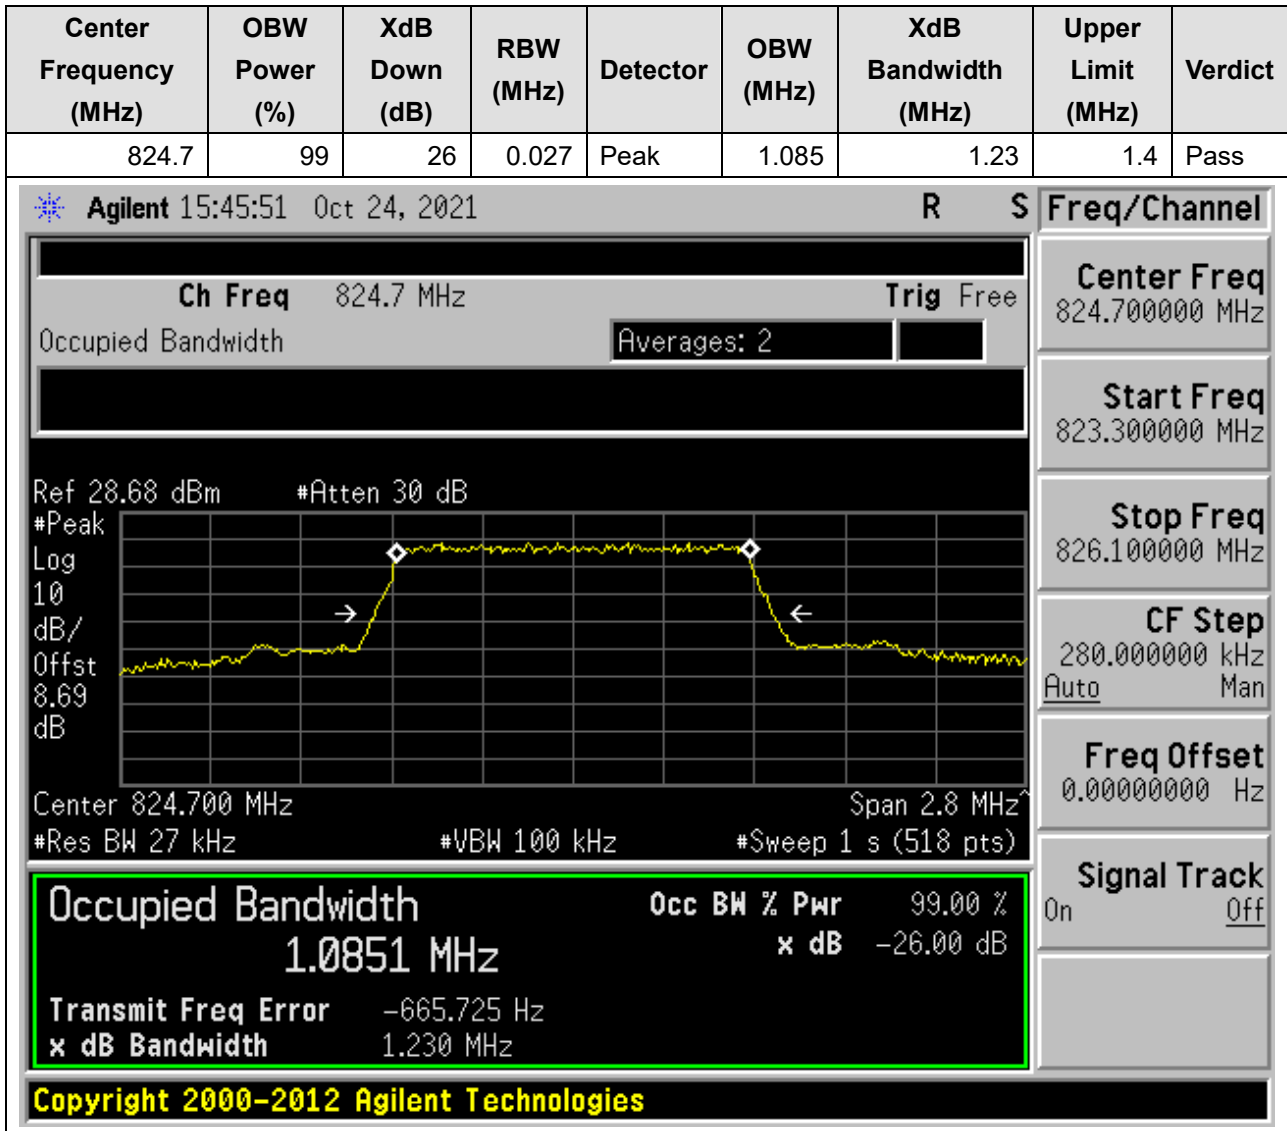 Center Frequency (MHz) OBW Power (%) XdB Down (dB) RBW (MHz) Detector OBW (MHz) XdB Bandwidth (MHz) Upper Limit (MHz) Verdict
824.7 99 26 0.027 Peak 1.085 1.23 1.4 Pass
Agilent 15:45:51 Oct 24, 2021 R S
Freq/Channel
Ch Freq 824.7 MHz Trig Free
Occupied Bandwidth Averages: 2
Ref 28.68 dBm #Atten 30 dB
#Peak
Log
10
dB/
Offst
8.69
dB
Center 824.700 MHz Span 2.8 MHz^
#Res BW 27 kHz #VBW 100 kHz #Sweep 1 s (518 pts)
Occupied Bandwidth Occ BW % Pwr 99.00 %
1.0851 MHz x dB -26.00 dB
Transmit Freq Error -665.725 Hz
x dB Bandwidth 1.230 MHz
Center Freq
824.700000 MHz
Start Freq
823.300000 MHz
Stop Freq
826.100000 MHz
CF Step
280.000000 kHz
Auto Man
Freq Offset
0.00000000 Hz
Signal Track
On Off
Copyright 2000-2012 Agilent Technologies